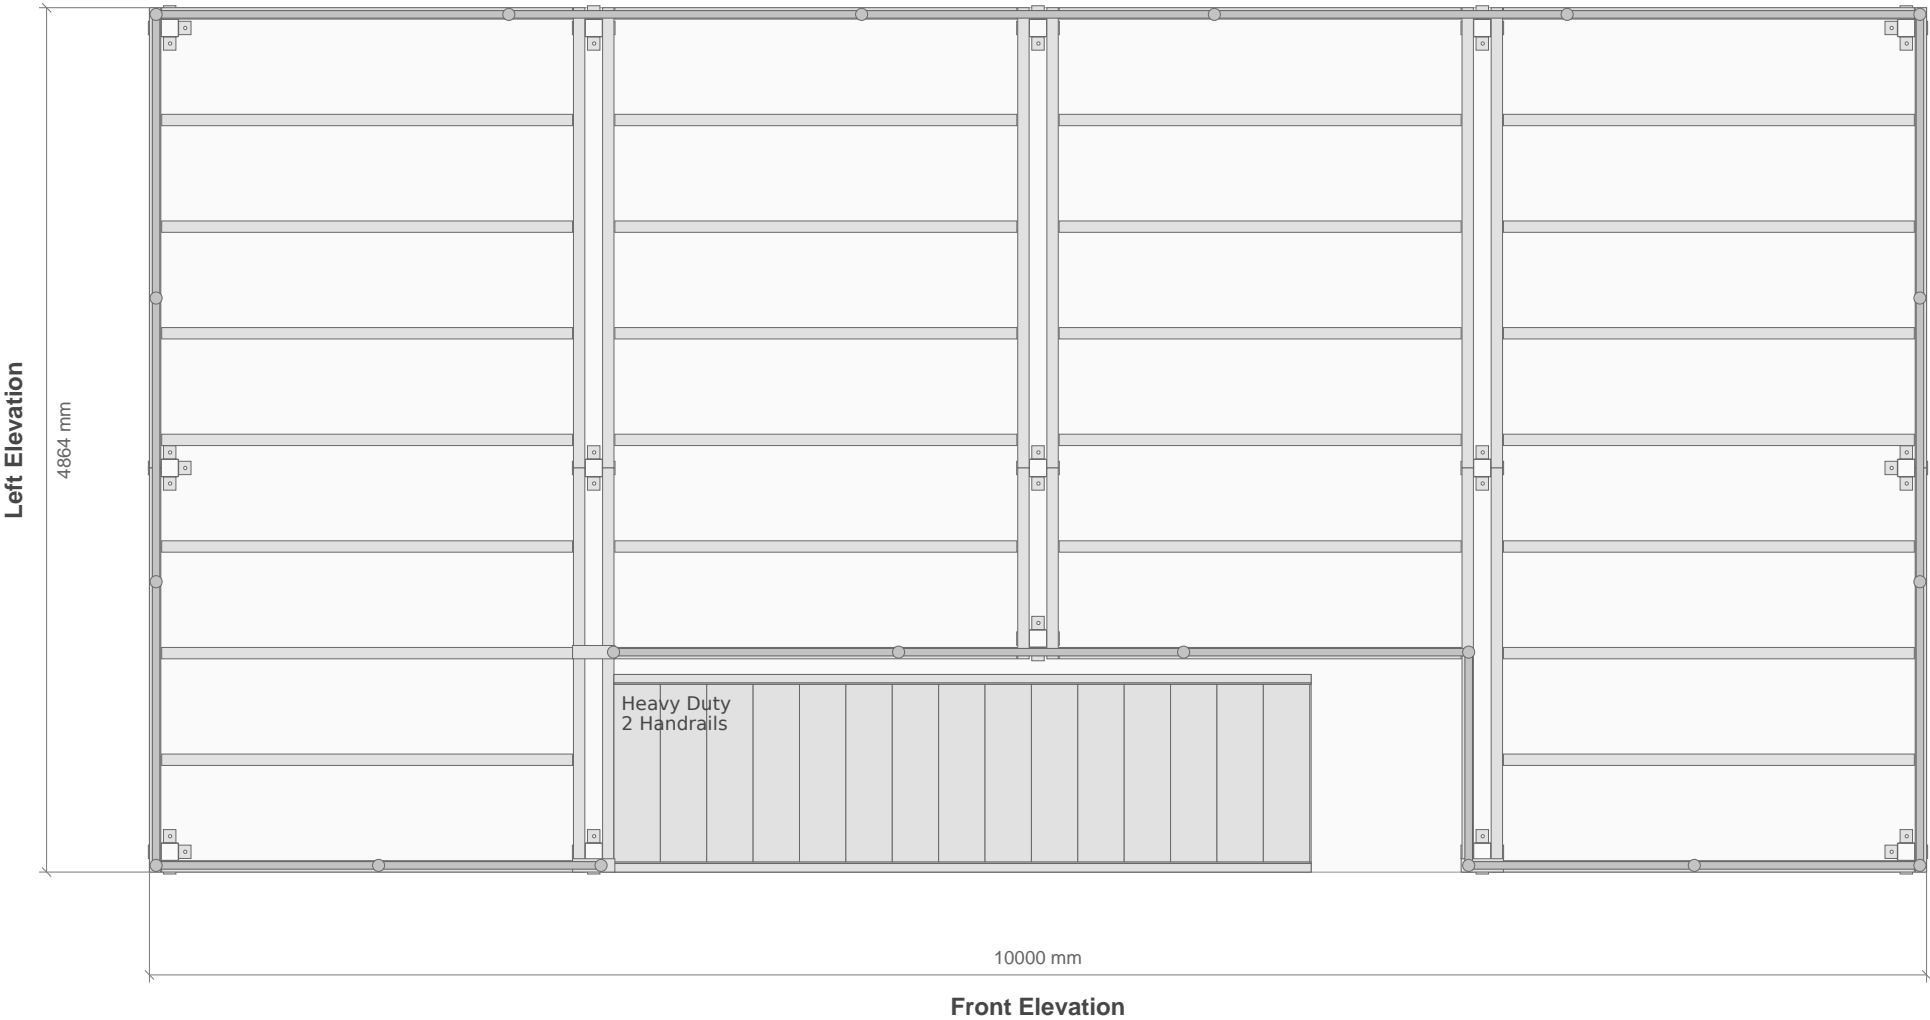 Left Elevation
4864 mm
Heavy Duty
2 Handrails
10000 mm
Front Elevation